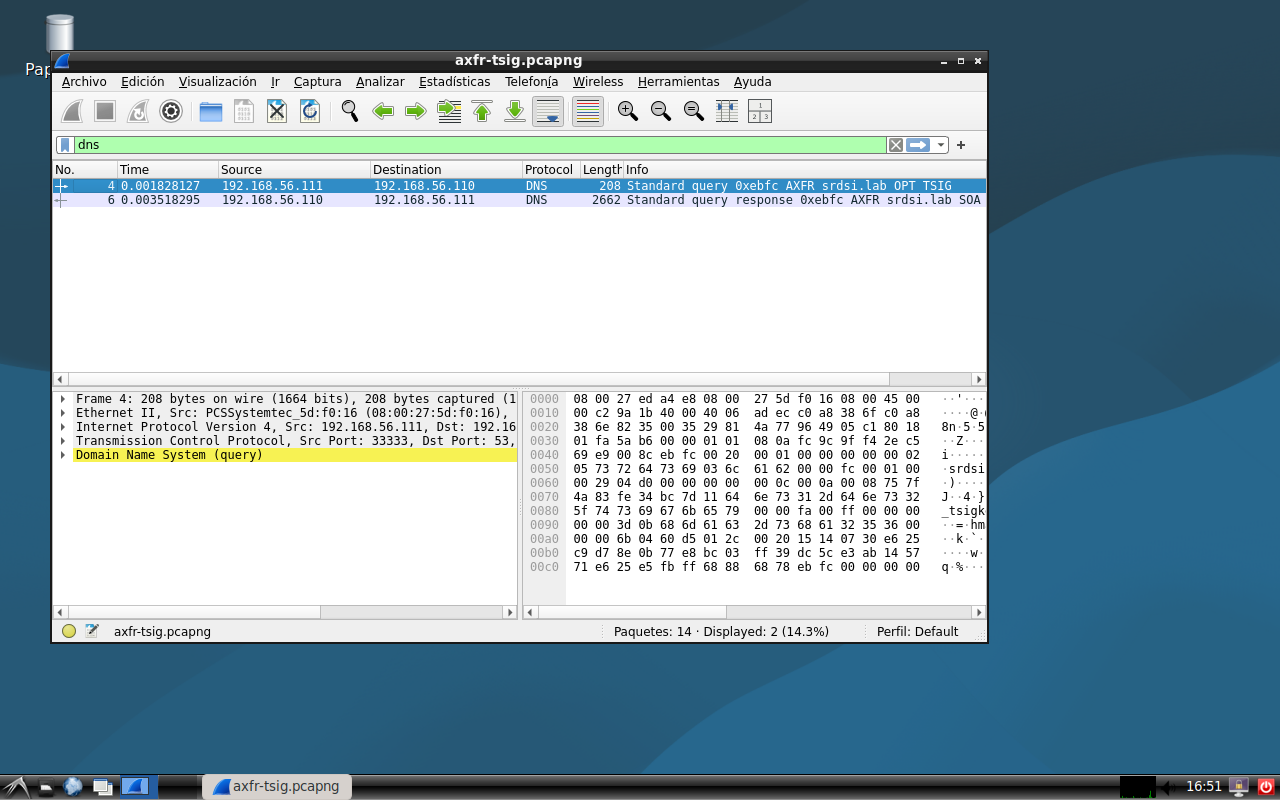 Pap
axfr-tsig.pcapng
Archivo Edición Visualización Ir Captura Analizar Estadísticas Telefonía Wireless Herramientas Ayuda
dns
No. Time Source Destination Protocol Length Info
4 0.001828127 192.168.56.111 192.168.56.110 DNS 208 Standard query 0xebfc AXFR srdsi.lab OPT TSIG
6 0.003518295 192.168.56.110 192.168.56.111 DNS 2662 Standard query response 0xebfc AXFR srdsi.lab SOA
Frame 4: 208 bytes on wire (1664 bits), 208 bytes captured (1
Ethernet II, Src: PCSSystemtec_5d:f0:16 (08:00:27:5d:f0:16),
Internet Protocol Version 4, Src: 192.168.56.111, Dst: 192.16
Transmission Control Protocol, Src Port: 33333, Dst Port: 53,
Domain Name System (query)
0000 08 00 27 ed a4 e8 08 00 27 5d f0 16 08 00 45 00 ··'···
0010 00 c2 9a 1b 40 00 40 06 ad ec c0 a8 38 6f c0 a8 ····@·
0020 38 6e 82 35 00 35 29 81 4a 77 96 49 05 c1 80 18 8n·5·5
0030 01 fa 5a b6 00 00 01 01 08 0a fc 9c 9f f4 2e c5 ··Z···
0040 69 e9 00 8c eb fc 00 20 00 01 00 00 00 00 00 02 i·····
0050 05 73 72 64 73 69 03 6c 61 62 00 00 fc 00 01 00 ·srdsi
0060 00 29 04 d0 00 00 00 00 00 0c 00 0a 00 08 75 7f ·)····
0070 4a 83 fe 34 bc 7d 11 64 6e 73 31 2d 64 6e 73 32 J··4·}
0080 5f 74 73 69 67 6b 65 79 00 00 fa 00 ff 00 00 00 _tsigk
0090 00 00 3d 0b 68 6d 61 63 2d 73 68 61 32 35 36 00 ··=·hm
00a0 00 00 6b 04 60 d5 01 2c 00 20 15 14 07 30 e6 25 ··k·`·
00b0 c9 d7 8e 0b 77 e8 bc 03 ff 39 dc 5c e3 ab 14 57 ····w
00c0 71 e6 25 e5 fb ff 68 88 68 78 eb fc 00 00 00 00 q·%···
axfr-tsig.pcapng Paquetes: 14 · Displayed: 2 (14.3%) Perfil: Default
axfr-tsig.pcapng 16:51